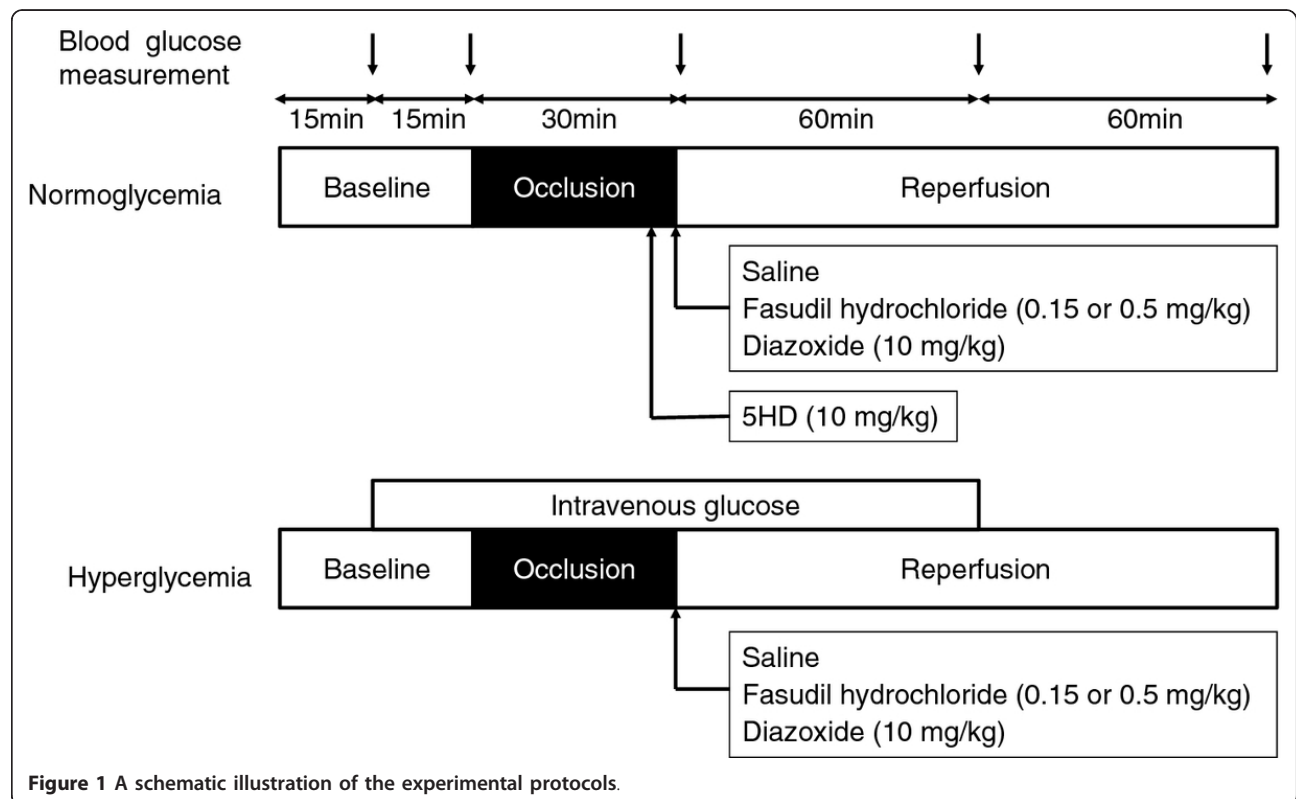 Blood glucose
measurement
15min 15min 30min 60min 60min
Normoglycemia
Baseline Occlusion Reperfusion
Saline
Fasudil hydrochloride (0.15 or 0.5 mg/kg)
Diazoxide (10 mg/kg)
5HD (10 mg/kg)
Intravenous glucose
Hyperglycemia
Baseline Occlusion Reperfusion
Saline
Fasudil hydrochloride (0.15 or 0.5 mg/kg)
Diazoxide (10 mg/kg)
Figure 1 A schematic illustration of the experimental protocols.